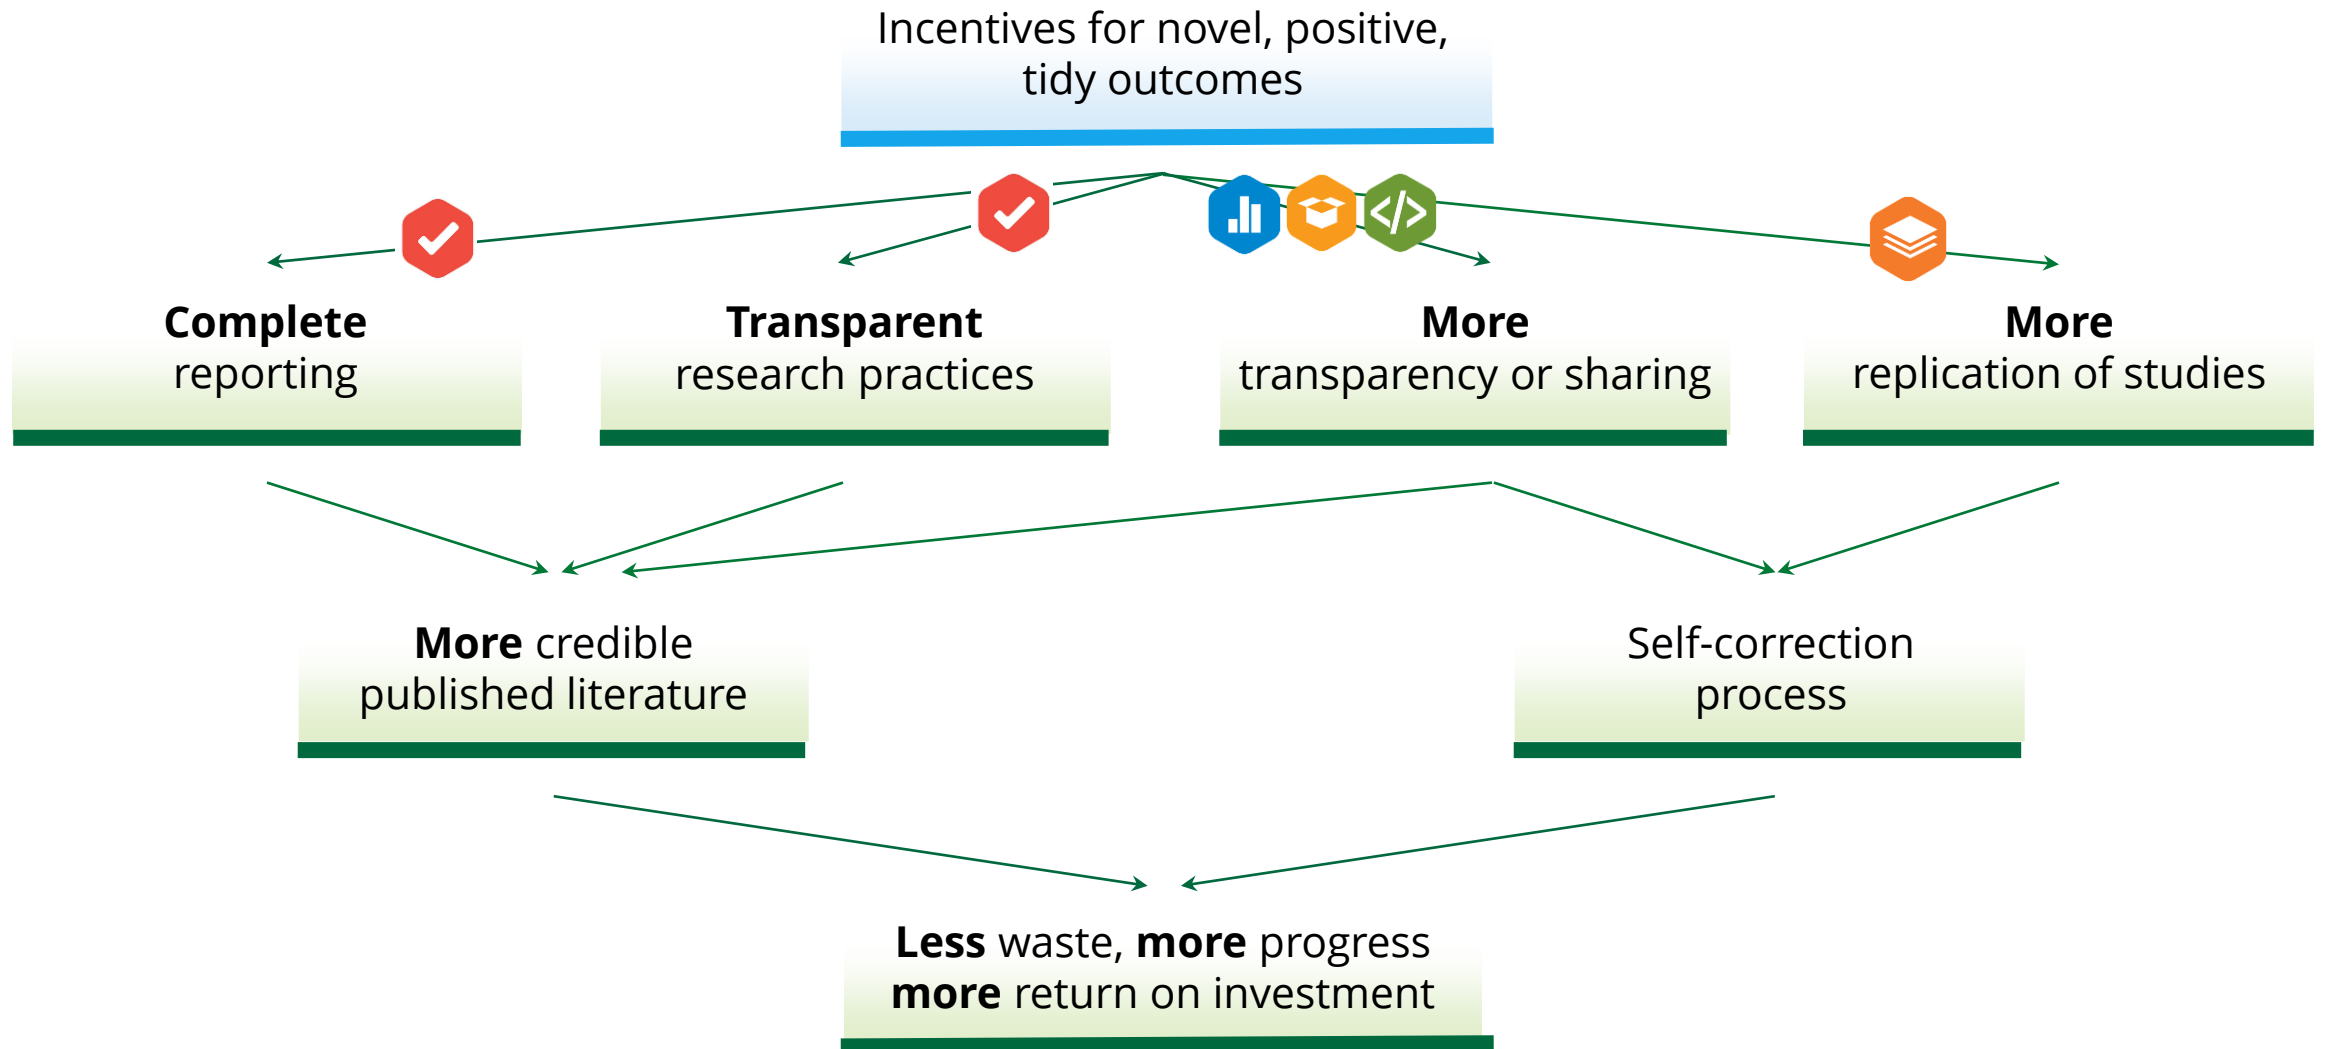 Incentives for novel, positive,
tidy outcomes
Complete
reporting
Transparent
research practices
More
transparency or sharing
More
replication of studies
More credible
published literature
Self-correction
process
Less waste, more progress
more return on investment